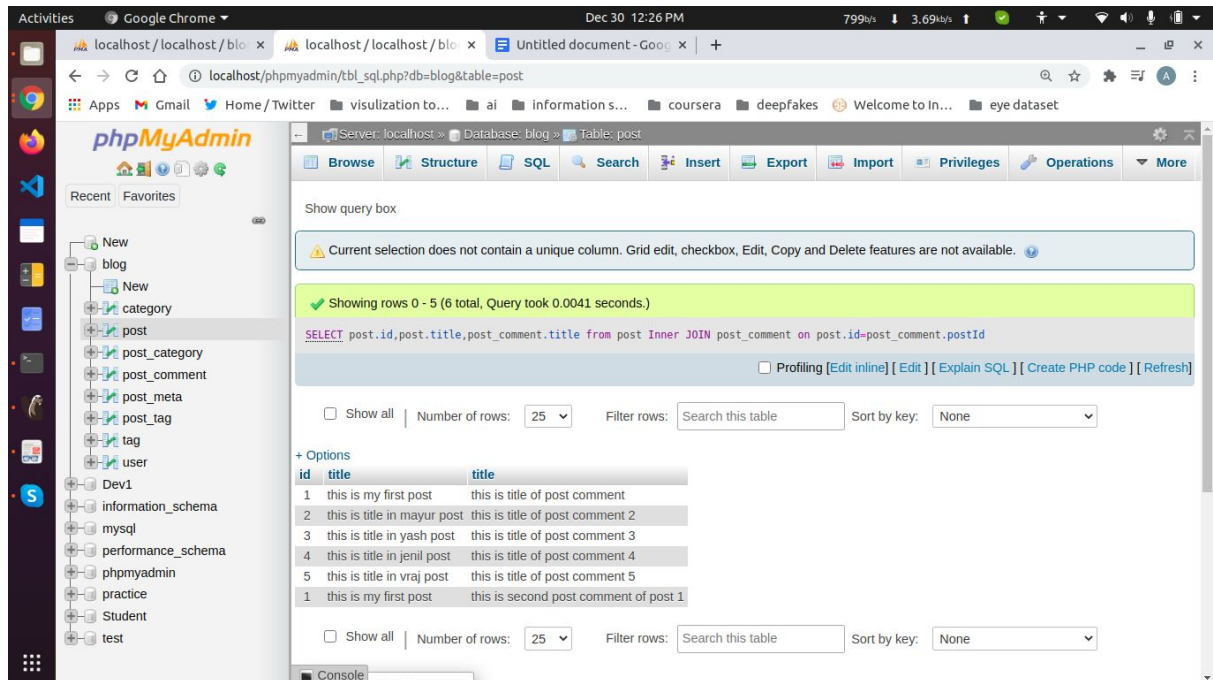 Activities Google Chrome Dec 30 12:26 PM 799b/s 3.69kb/s
localhost / localhost / blo localhost / localhost / blo Untitled document - Goog
localhost/phpmyadmin/tbl_sql.php?db=blog&table=post A
Apps Gmail Home / Twitter visulization to... ai information s... coursera deepfakes Welcome to In... eye dataset
phpMyAdmin
Recent Favorites
New
blog
New
category
post
post_category
post_comment
post_meta
post_tag
tag
user
Dev1
information_schema
mysql
performance_schema
phpmyadmin
practice
Student
test
Server: localhost » Database: blog » Table: post
Browse Structure SQL Search Insert Export Import Privileges Operations More
Show query box
Current selection does not contain a unique column. Grid edit, checkbox, Edit, Copy and Delete features are not available.
Showing rows 0 - 5 (6 total, Query took 0.0041 seconds.)
SELECT post.id,post.title,post_comment.title from post Inner JOIN post_comment on post.id=post_comment.postId
Profiling [Edit inline] [ Edit ] [ Explain SQL ] [ Create PHP code ] [ Refresh]
Show all | Number of rows: 25 Filter rows: Search this table Sort by key: None
+ Options
id title title
1 this is my first post this is title of post comment
2 this is title in mayur post this is title of post comment 2
3 this is title in yash post this is title of post comment 3
4 this is title in jenil post this is title of post comment 4
5 this is title in vraj post this is title of post comment 5
1 this is my first post this is second post comment of post 1
Show all | Number of rows: 25 Filter rows: Search this table Sort by key: None
Console